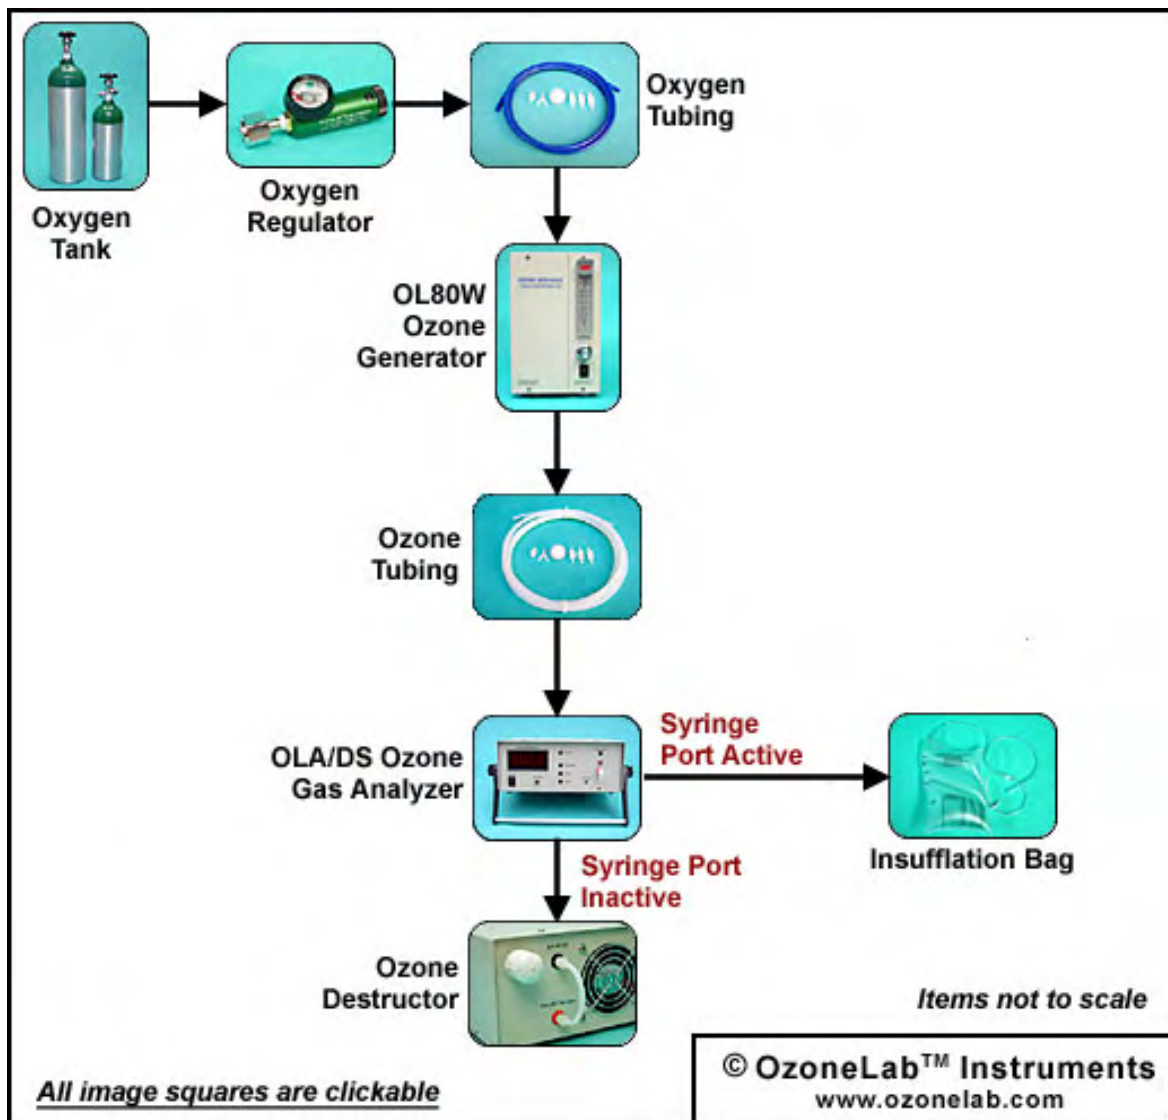 Oxygen
Tank
Oxygen
Regulator
Oxygen
Tubing
OL80W
Ozone
Generator
Ozone
Tubing
OLA/DS Ozone
Gas Analyzer
Syringe
Port Active
Insufflation Bag
Syringe Port
Inactive
Ozone
Destructor
Items not to scale
All image squares are clickable
© OzoneLab™ Instruments
www.ozonelab.com